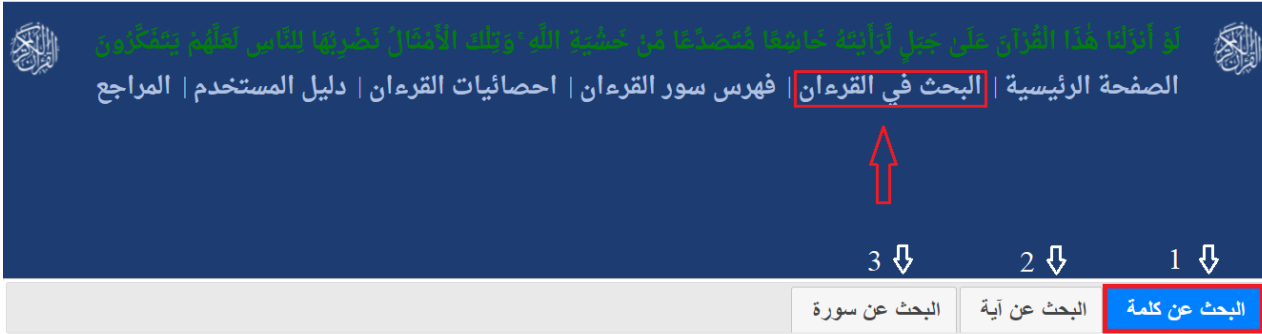 لَوْ أَنزَلْنَا هَٰذَا الْقُرْآنَ عَلَىٰ جَبَلٍ لَّرَأَيْتَهُ خَاشِعًا مُّتَصَدِّعًا مِّنْ خَشْيَةِ اللَّهِ ۚ وَتِلْكَ الْأَمْثَالُ نَضْرِبُهَا لِلنَّاسِ لَعَلَّهُمْ يَتَفَكَّرُونَ
الصفحة الرئيسية | البحث في القرءان | فهرس سور القرءان | احصائيات القرءان | دليل المستخدم | المراجع
1 2 3
البحث عن كلمة البحث عن آية البحث عن سورة